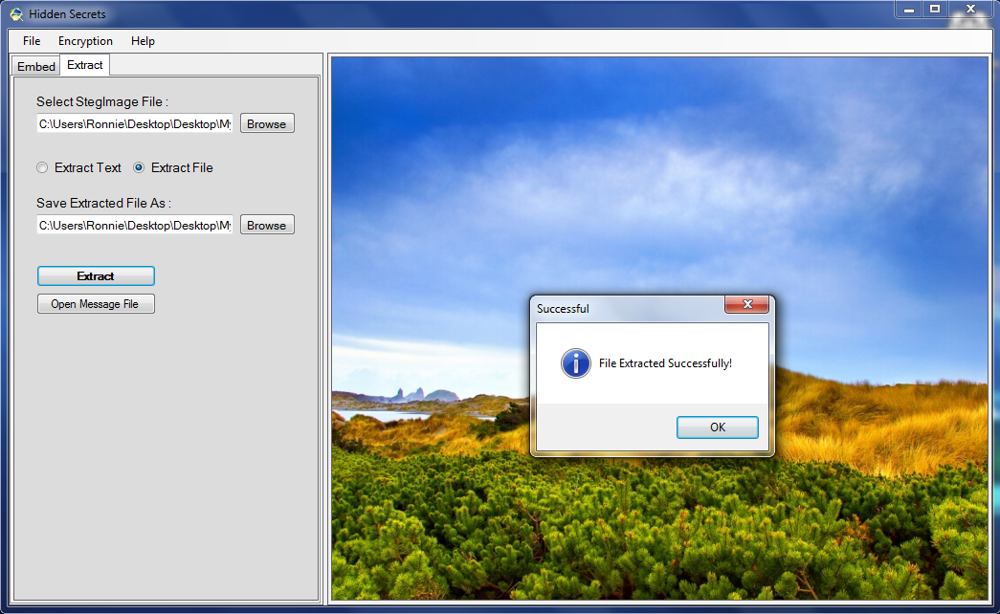 Hidden Secrets
File Encryption Help
Embed Extract
Select StegImage File :
C:\Users\Ronnie\Desktop\Desktop\My Browse
Extract Text Extract File
Save Extracted File As :
C:\Users\Ronnie\Desktop\Desktop\My Browse
Extract
Open Message File
Successful
File Extracted Successfully!
OK